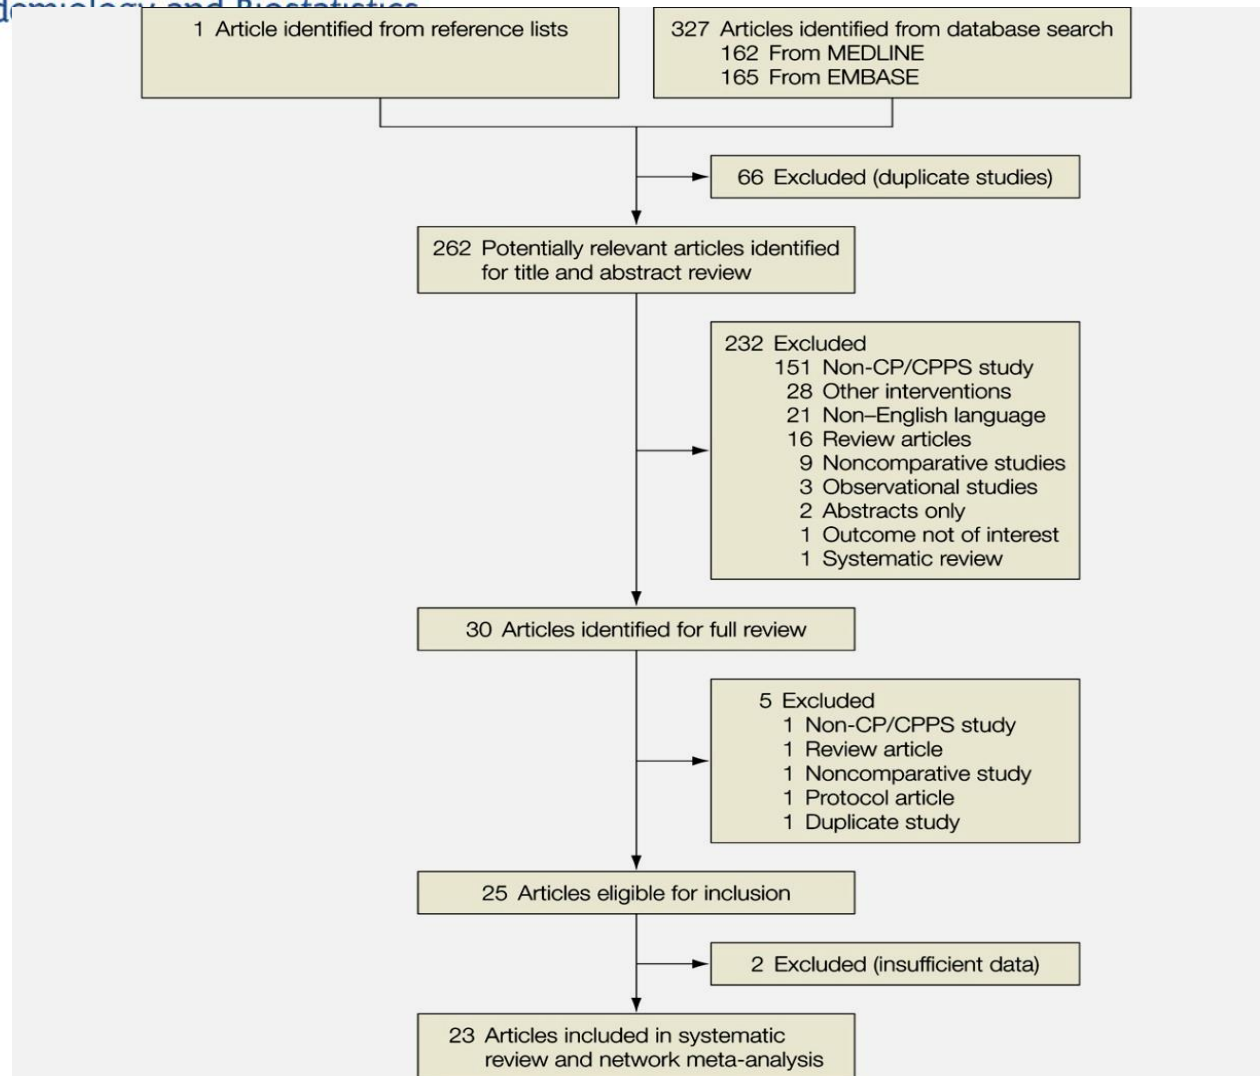 1 Article identified from reference lists
327 Articles identified from database search
162 From MEDLINE
165 From EMBASE
66 Excluded (duplicate studies)
262 Potentially relevant articles identified
for title and abstract review
232 Excluded
151 Non-CP/CPPS study
28 Other interventions
21 Non–English language
16 Review articles
9 Noncomparative studies
3 Observational studies
2 Abstracts only
1 Outcome not of interest
1 Systematic review
30 Articles identified for full review
5 Excluded
1 Non-CP/CPPS study
1 Review article
1 Noncomparative study
1 Protocol article
1 Duplicate study
25 Articles eligible for inclusion
2 Excluded (insufficient data)
23 Articles included in systematic
review and network meta-analysis